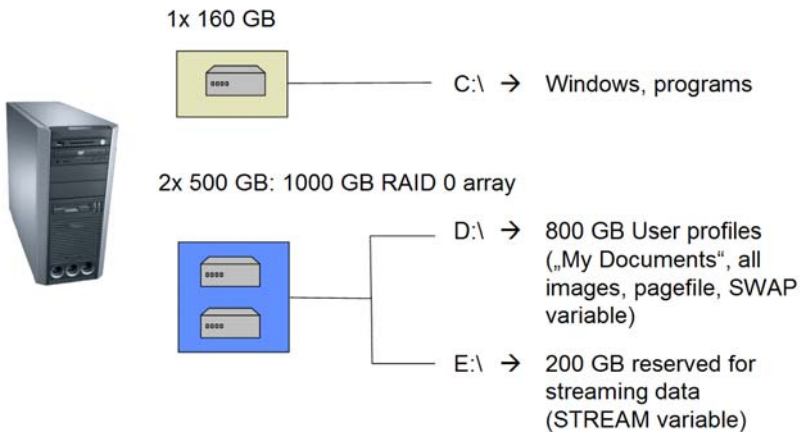 1x 160 GB
C:\ → Windows, programs
2x 500 GB: 1000 GB RAID 0 array
D:\ → 800 GB User profiles
(„My Documents“, all
images, pagefile, SWAP
variable)
E:\ → 200 GB reserved for
streaming data
(STREAM variable)